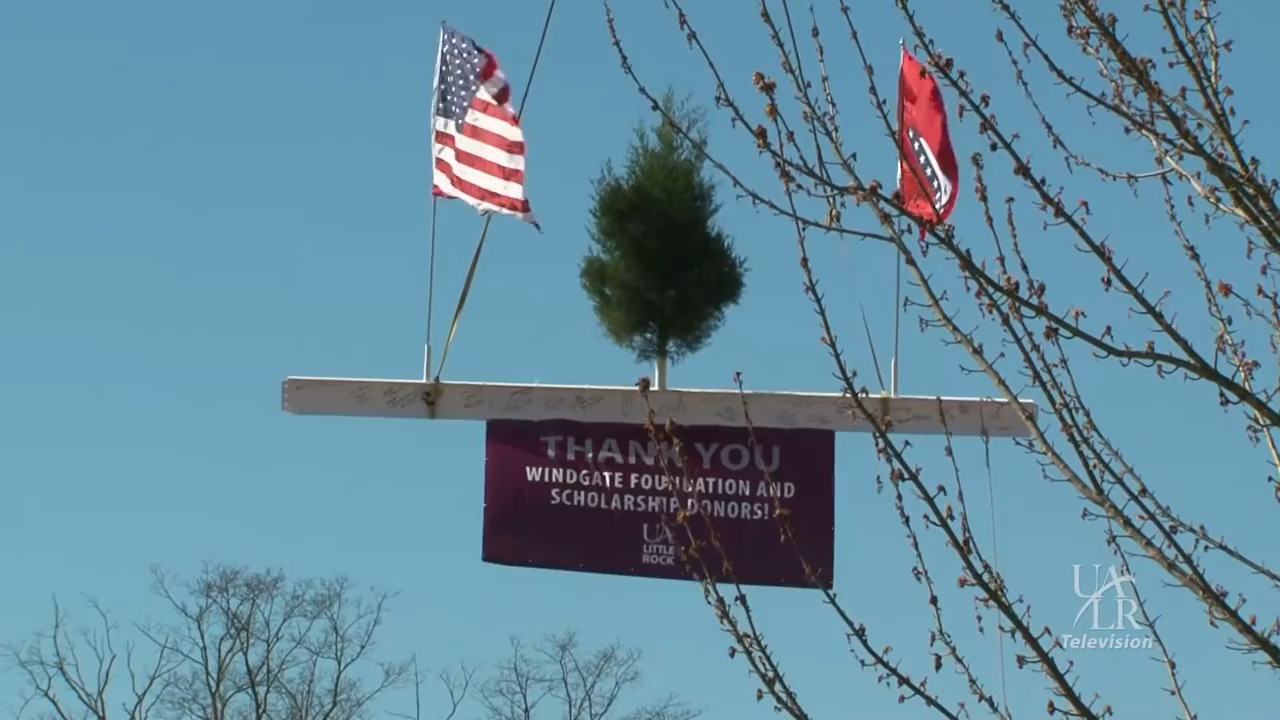 THANK YOU
WINDGATE FOUNDATION AND
SCHOLARSHIP DONORS!
UA
LITTLE
ROCK
UALR
Television